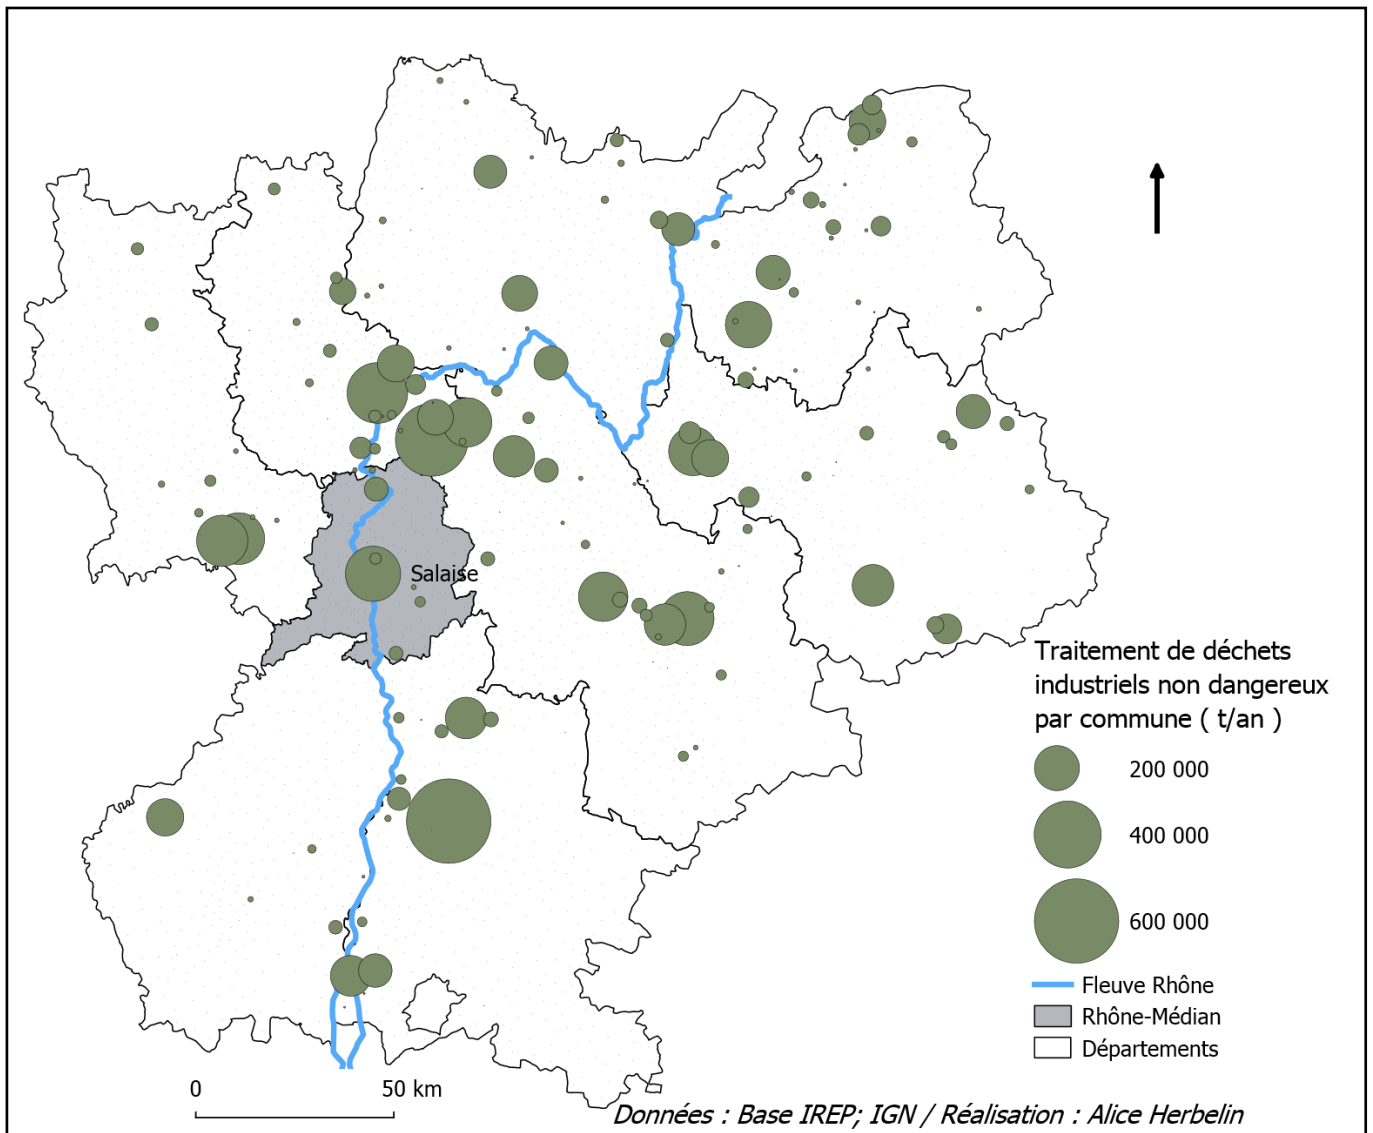 Salaise
Traitement de déchets
industriels non dangereux
par commune ( t/an )
200 000
400 000
600 000
Fleuve Rhône
Rhône-Médian
Départements
0 50 km
Données : Base IREP; IGN / Réalisation : Alice Herbelin